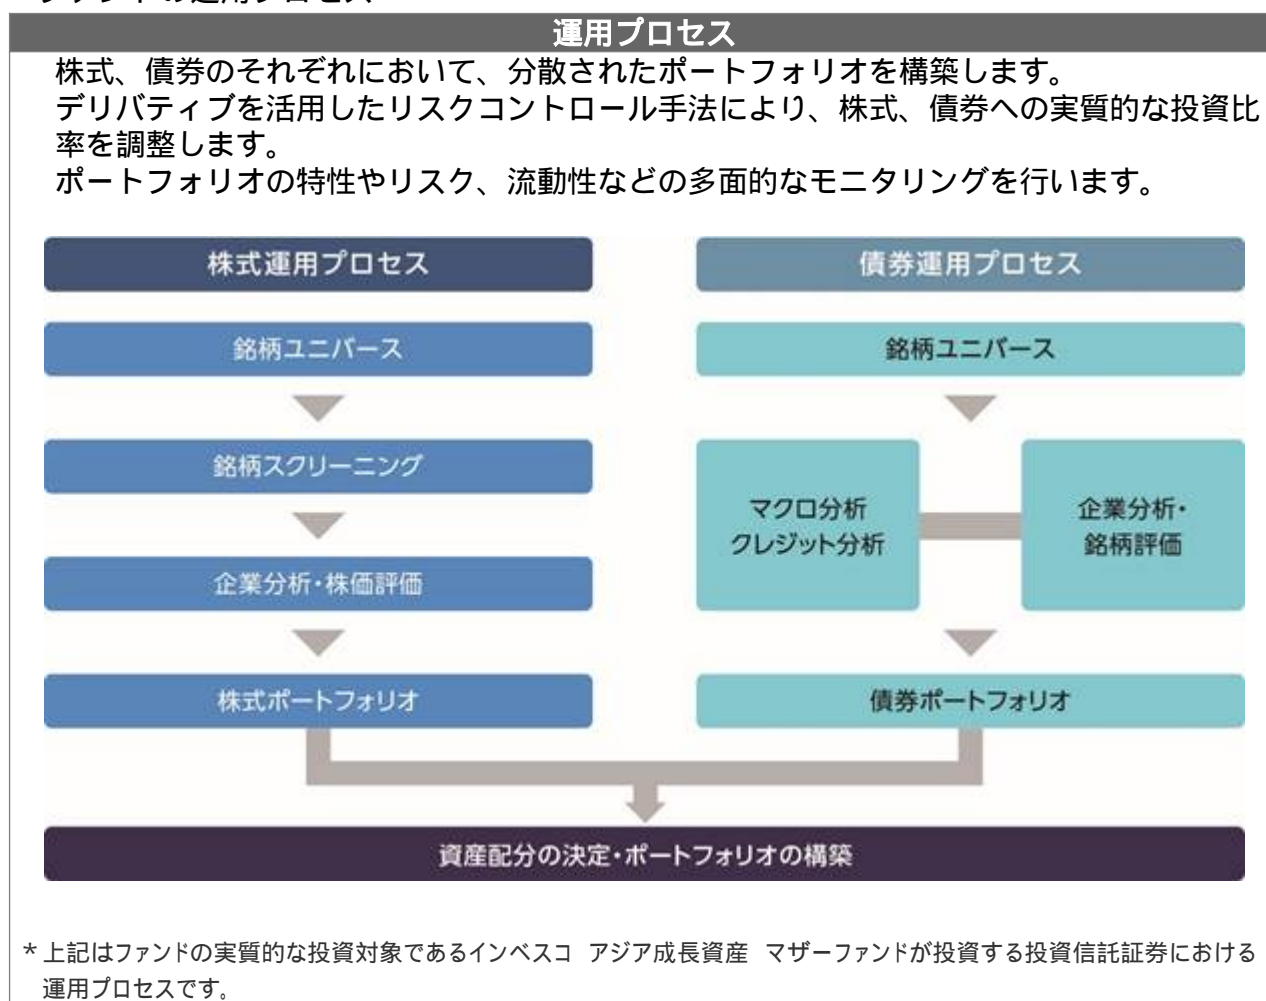 ファンドの運用プロセス
運用プロセス
株式、債券のそれぞれにおいて、分散されたポートフォリオを構築します。
デリバティブを活用したリスクコントロール手法により、株式、債券への実質的な投資比
率を調整します。
ポートフォリオの特性やリスク、流動性などの多面的なモニタリングを行います。
株式運用プロセス
銘柄ユニバース
銘柄スクリーニング
企業分析・株価評価
株式ポートフォリオ
債券運用プロセス
銘柄ユニバース
マクロ分析
クレジット分析
企業分析・
銘柄評価
債券ポートフォリオ
資産配分の決定・ポートフォリオの構築
*上記はファンドの実質的な投資対象であるインベスコ アジア成長資産 マザーファンドが投資する投資信託証券における
運用プロセスです。